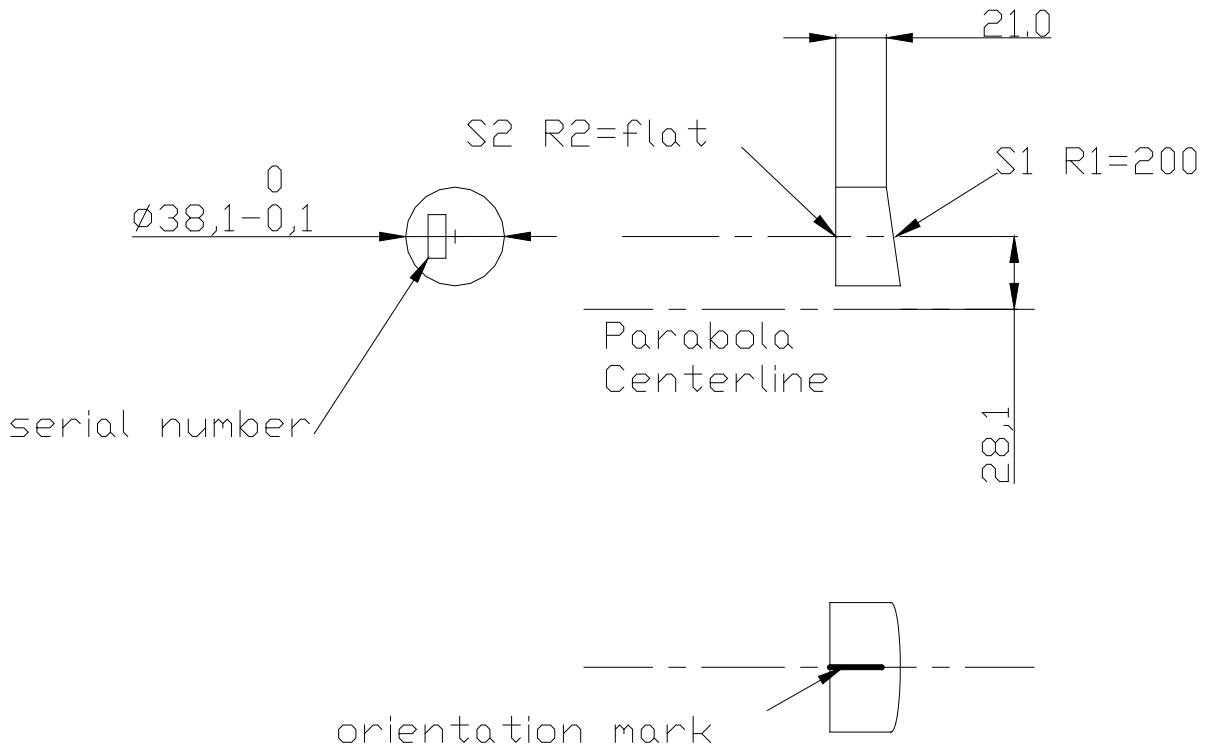 21,0
S2 R2=flat
S1 R1=200
0
⌀38,1-0,1
Parabola
Centerline
28,1
serial number
orientation mark